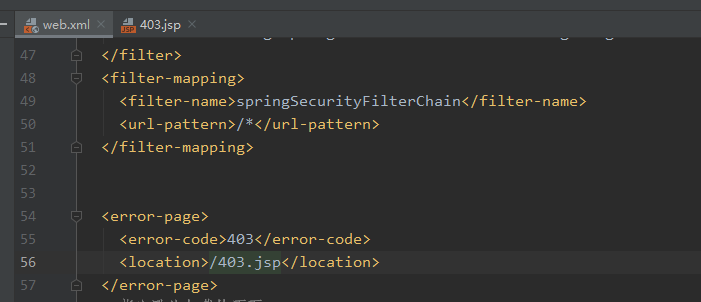 web.xml 403.jsp
47 </filter>
48 <filter-mapping>
49 <filter-name>springSecurityFilterChain</filter-name>
50 <url-pattern>/*</url-pattern>
51 </filter-mapping>
52
53
54 <error-page>
55 <error-code>403</error-code>
56 <location>/403.jsp</location>
57 </error-page>